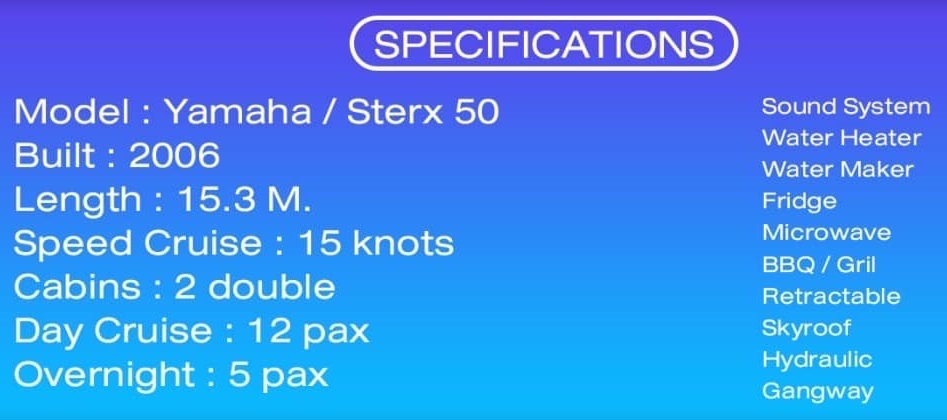 SPECIFICATIONS
Model : Yamaha / Sterx 50
Built : 2006
Length : 15.3 M.
Speed Cruise : 15 knots
Cabins : 2 double
Day Cruise : 12 pax
Overnight : 5 pax
Sound System
Water Heater
Water Maker
Fridge
Microwave
BBQ / Gril
Retractable
Skyroof
Hydraulic
Gangway